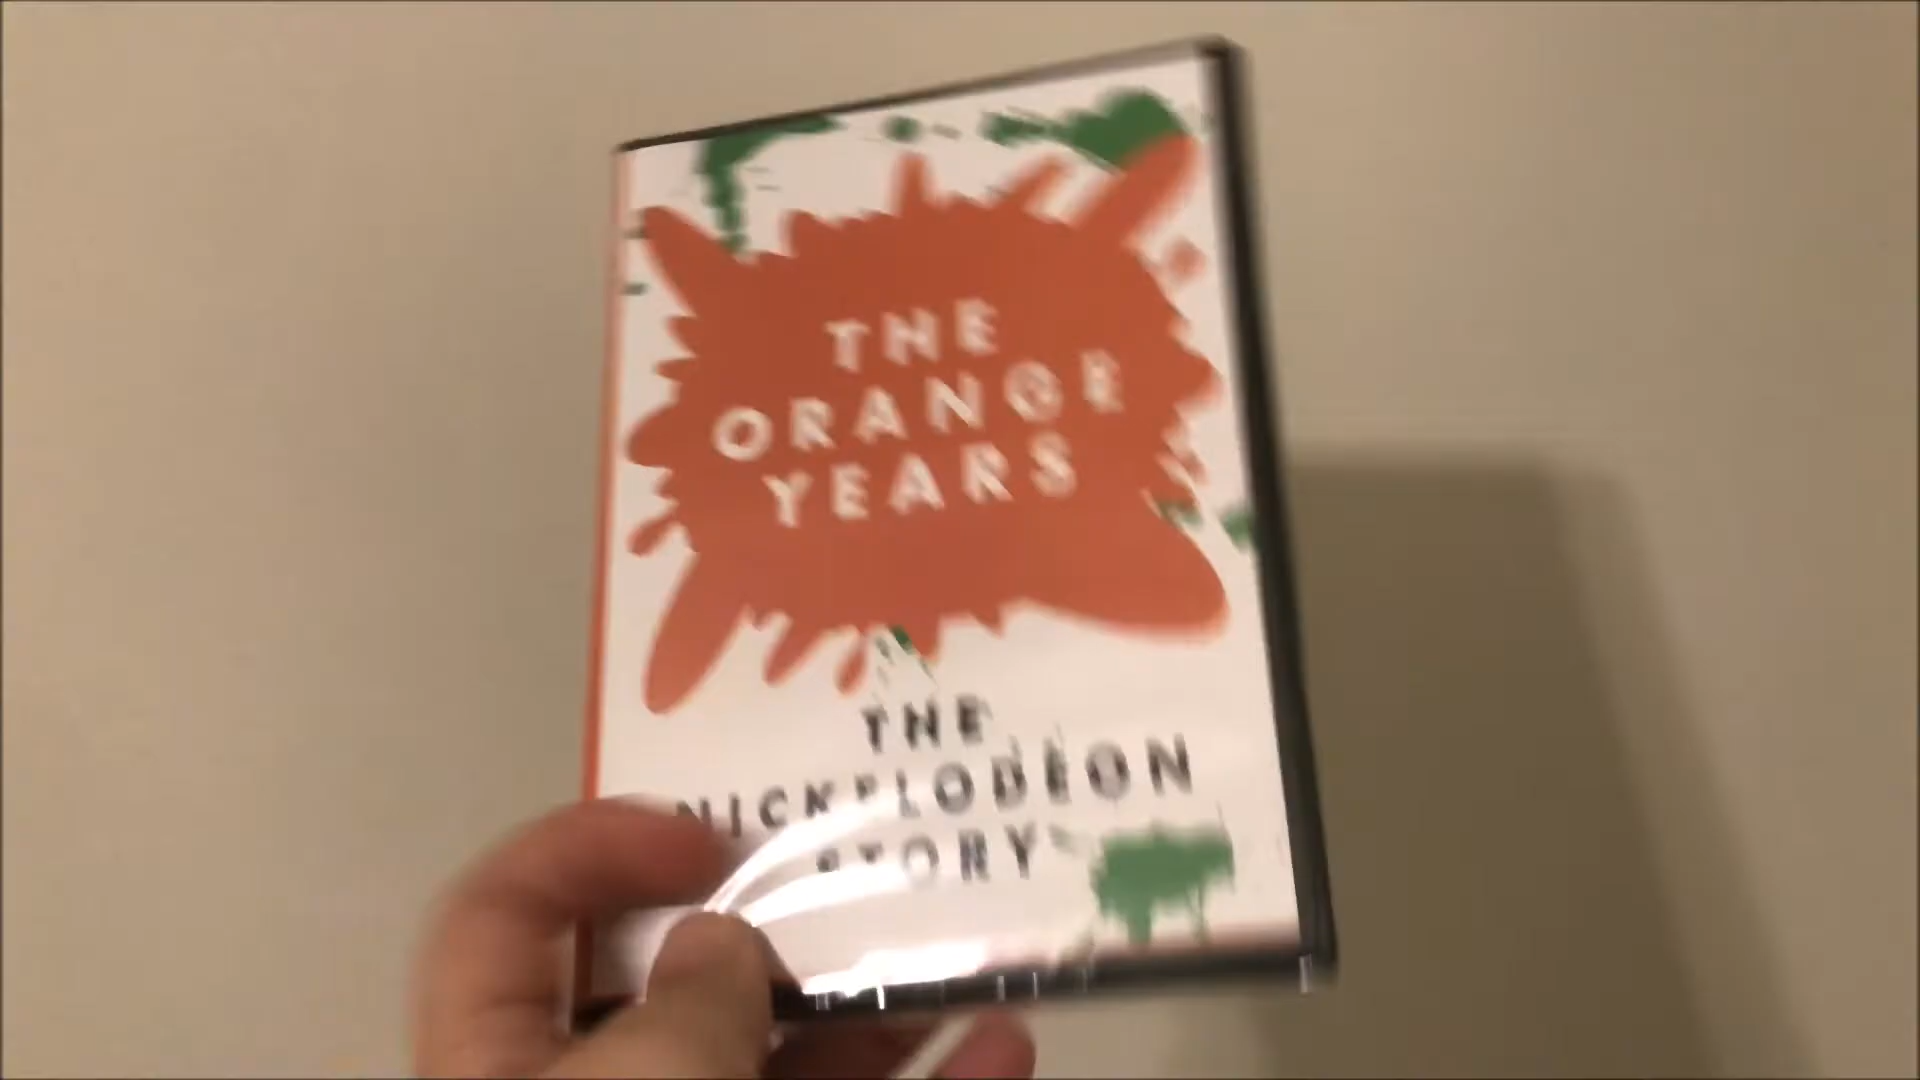 THE
ORANGE
YEARS
THE
NICKELODEON
STORY